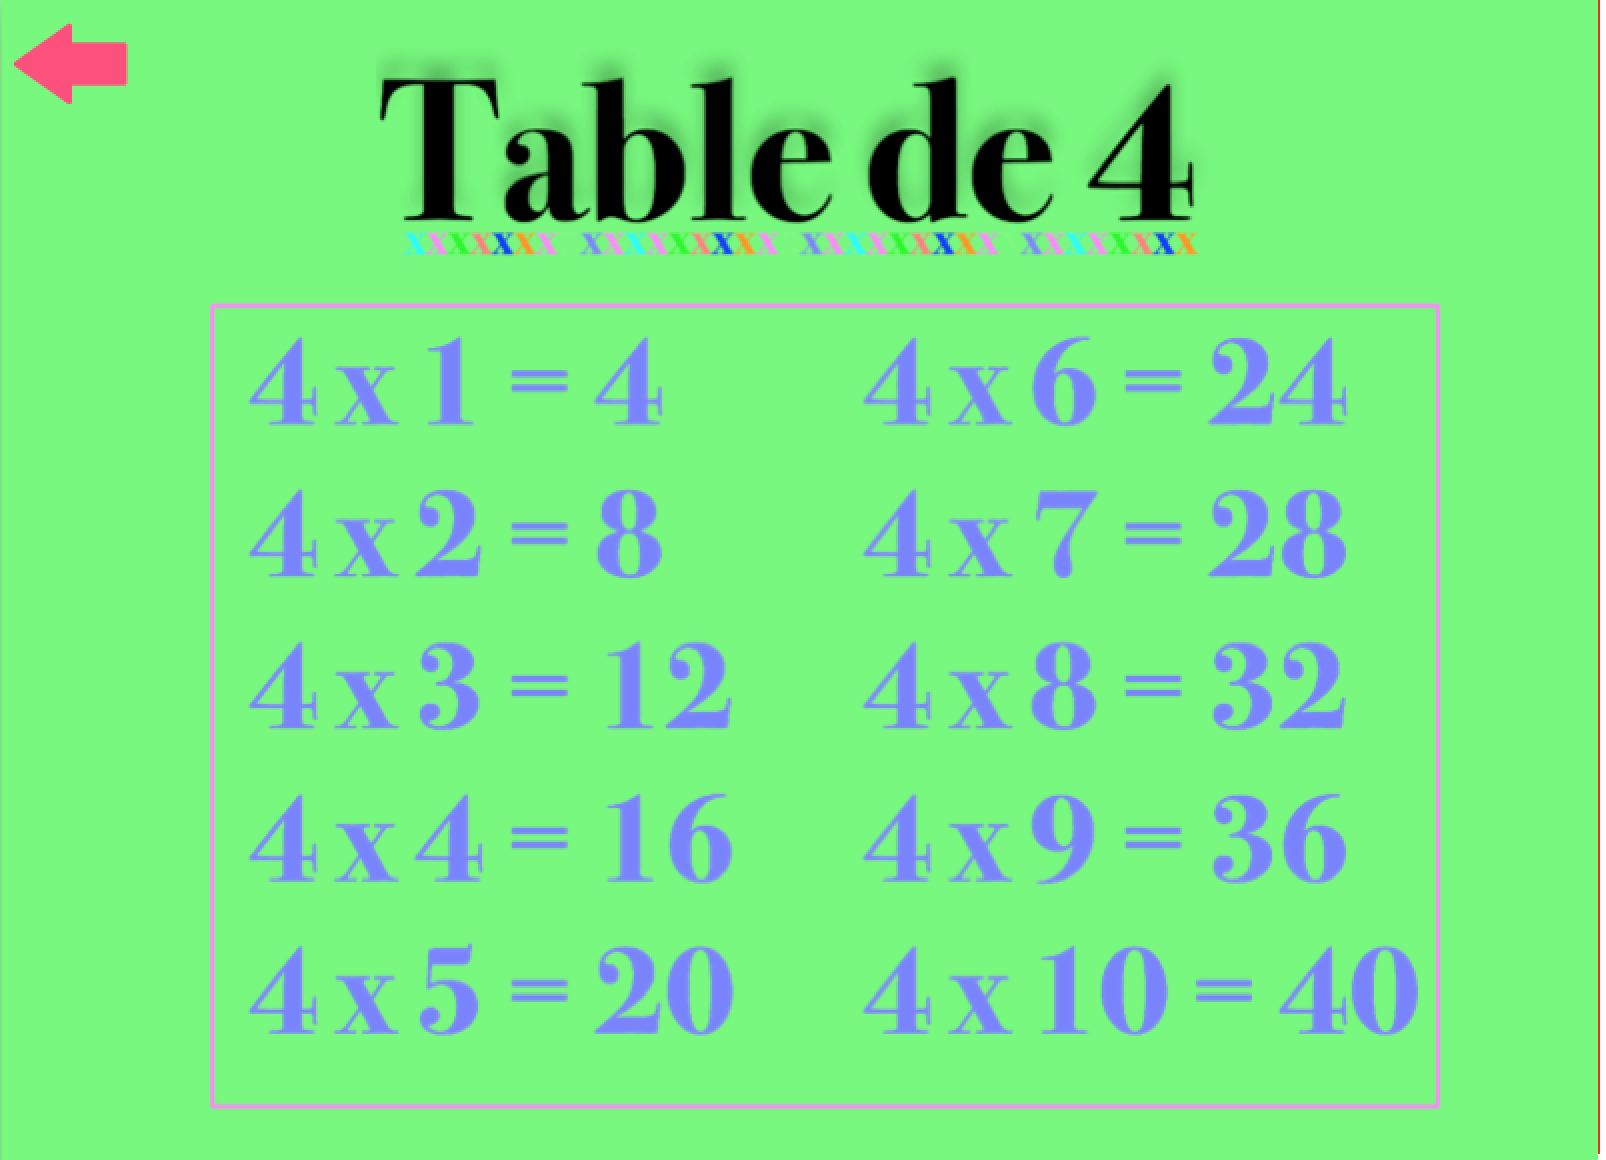 Table de 4
xxxxxxx xxxxxxxxx xxxxxxxxx xxxxxxxx
4 x 1 = 4
4 x 2 = 8
4 x 3 = 12
4 x 4 = 16
4 x 5 = 20
4 x 6 = 24
4 x 7 = 28
4 x 8 = 32
4 x 9 = 36
4 x 10 = 40